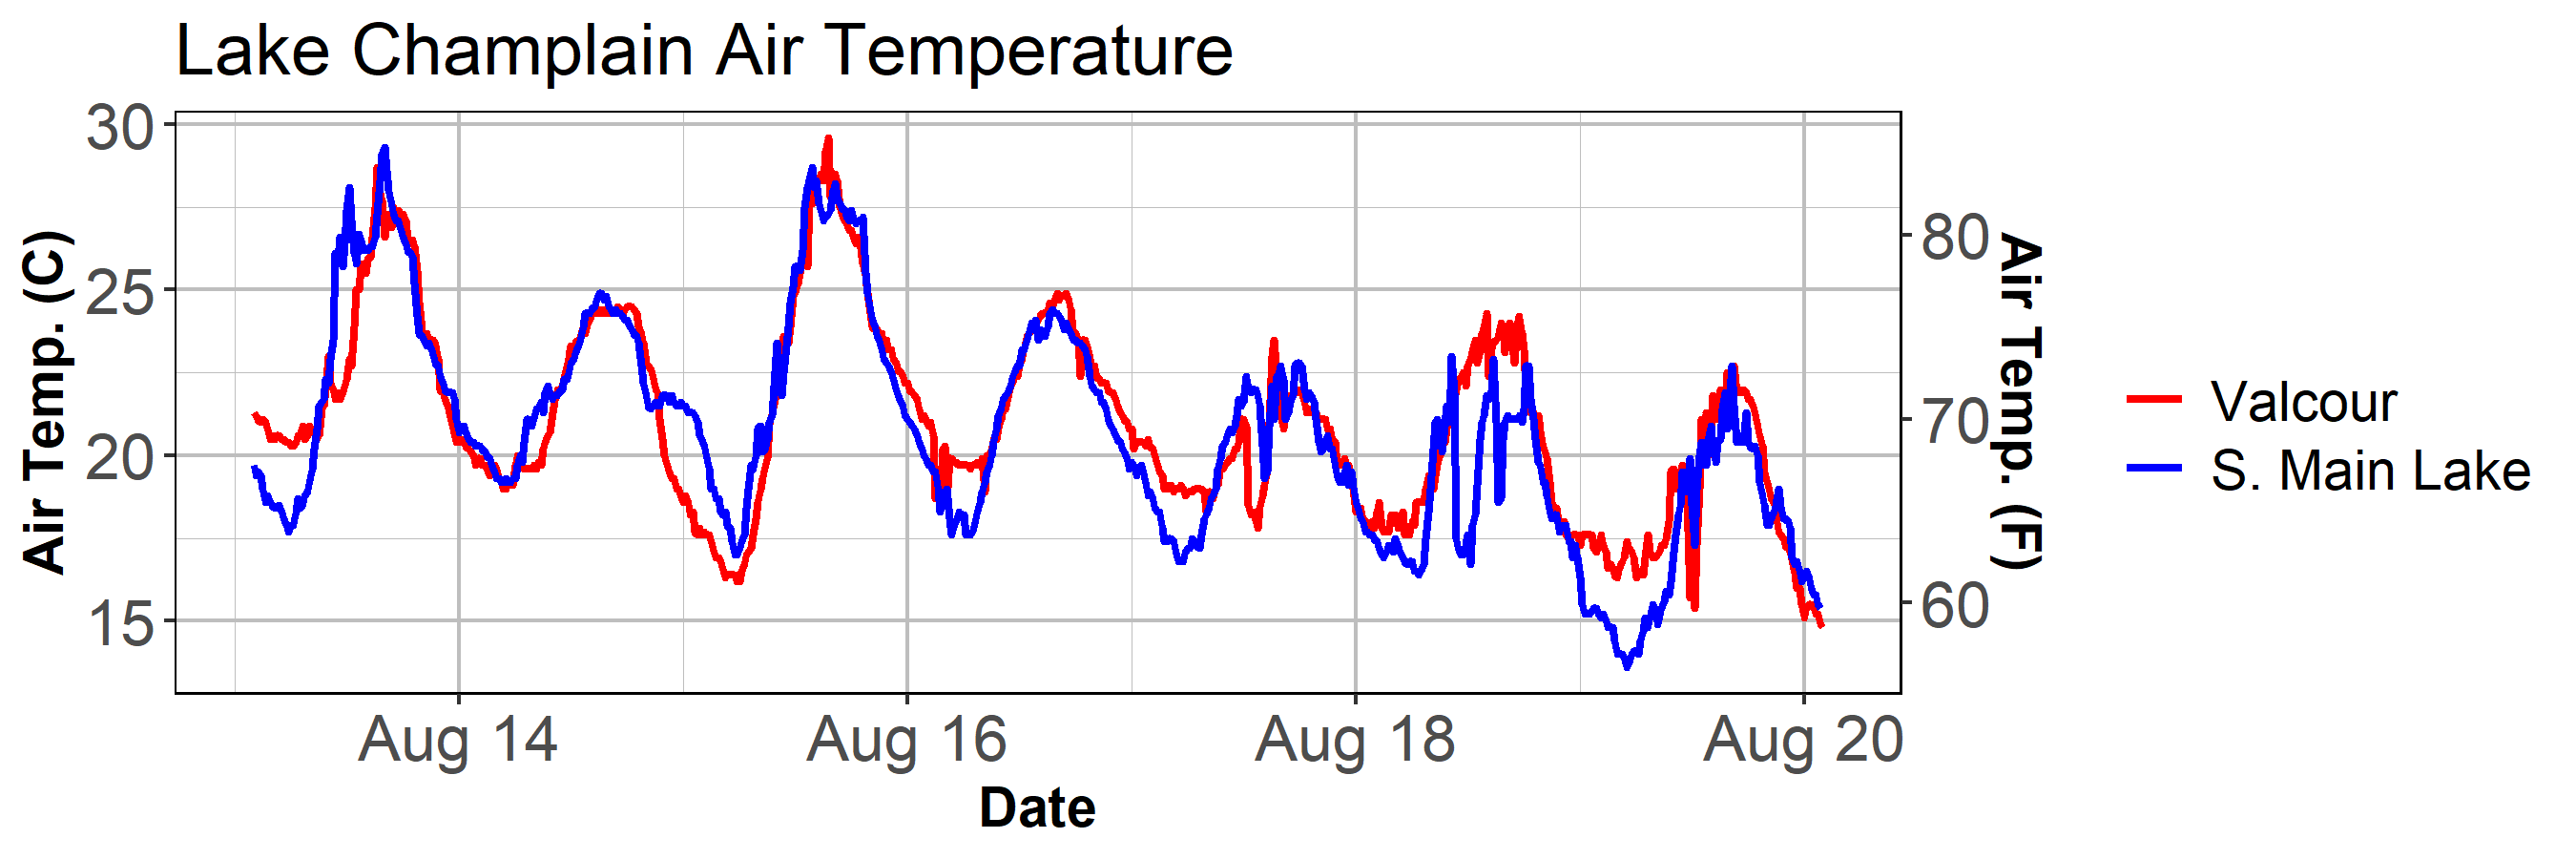 Lake Champlain Air Temperature
Air Temp. (C)
30
25
20
15
Air Temp. (F)
80
70
60
Aug 14
Aug 16
Aug 18
Aug 20
Date
Valcour
S. Main Lake